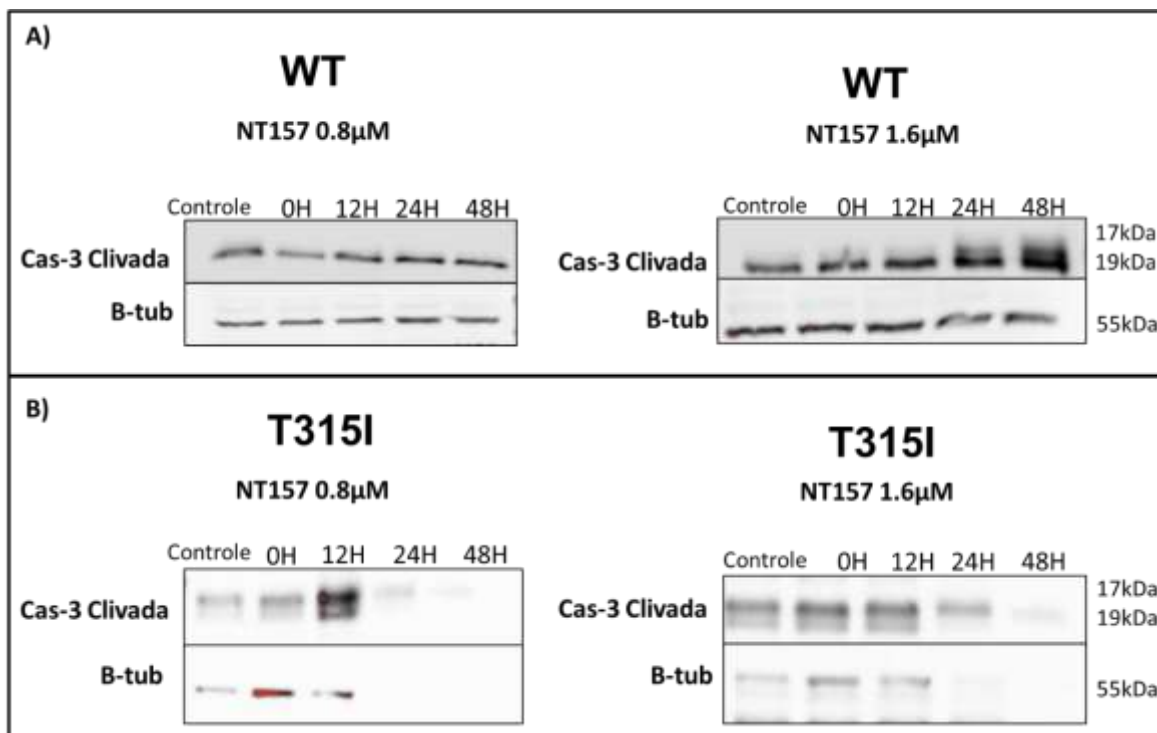 A)
WT
NT157 0.8µM
Controle 0H 12H 24H 48H
Cas-3 Clivada
B-tub
WT
NT157 1.6µM
Controle 0H 12H 24H 48H
Cas-3 Clivada
17kDa
19kDa
B-tub
55kDa
B)
T315I
NT157 0.8µM
Controle 0H 12H 24H 48H
Cas-3 Clivada
B-tub
T315I
NT157 1.6µM
Controle 0H 12H 24H 48H
Cas-3 Clivada
17kDa
19kDa
B-tub
55kDa